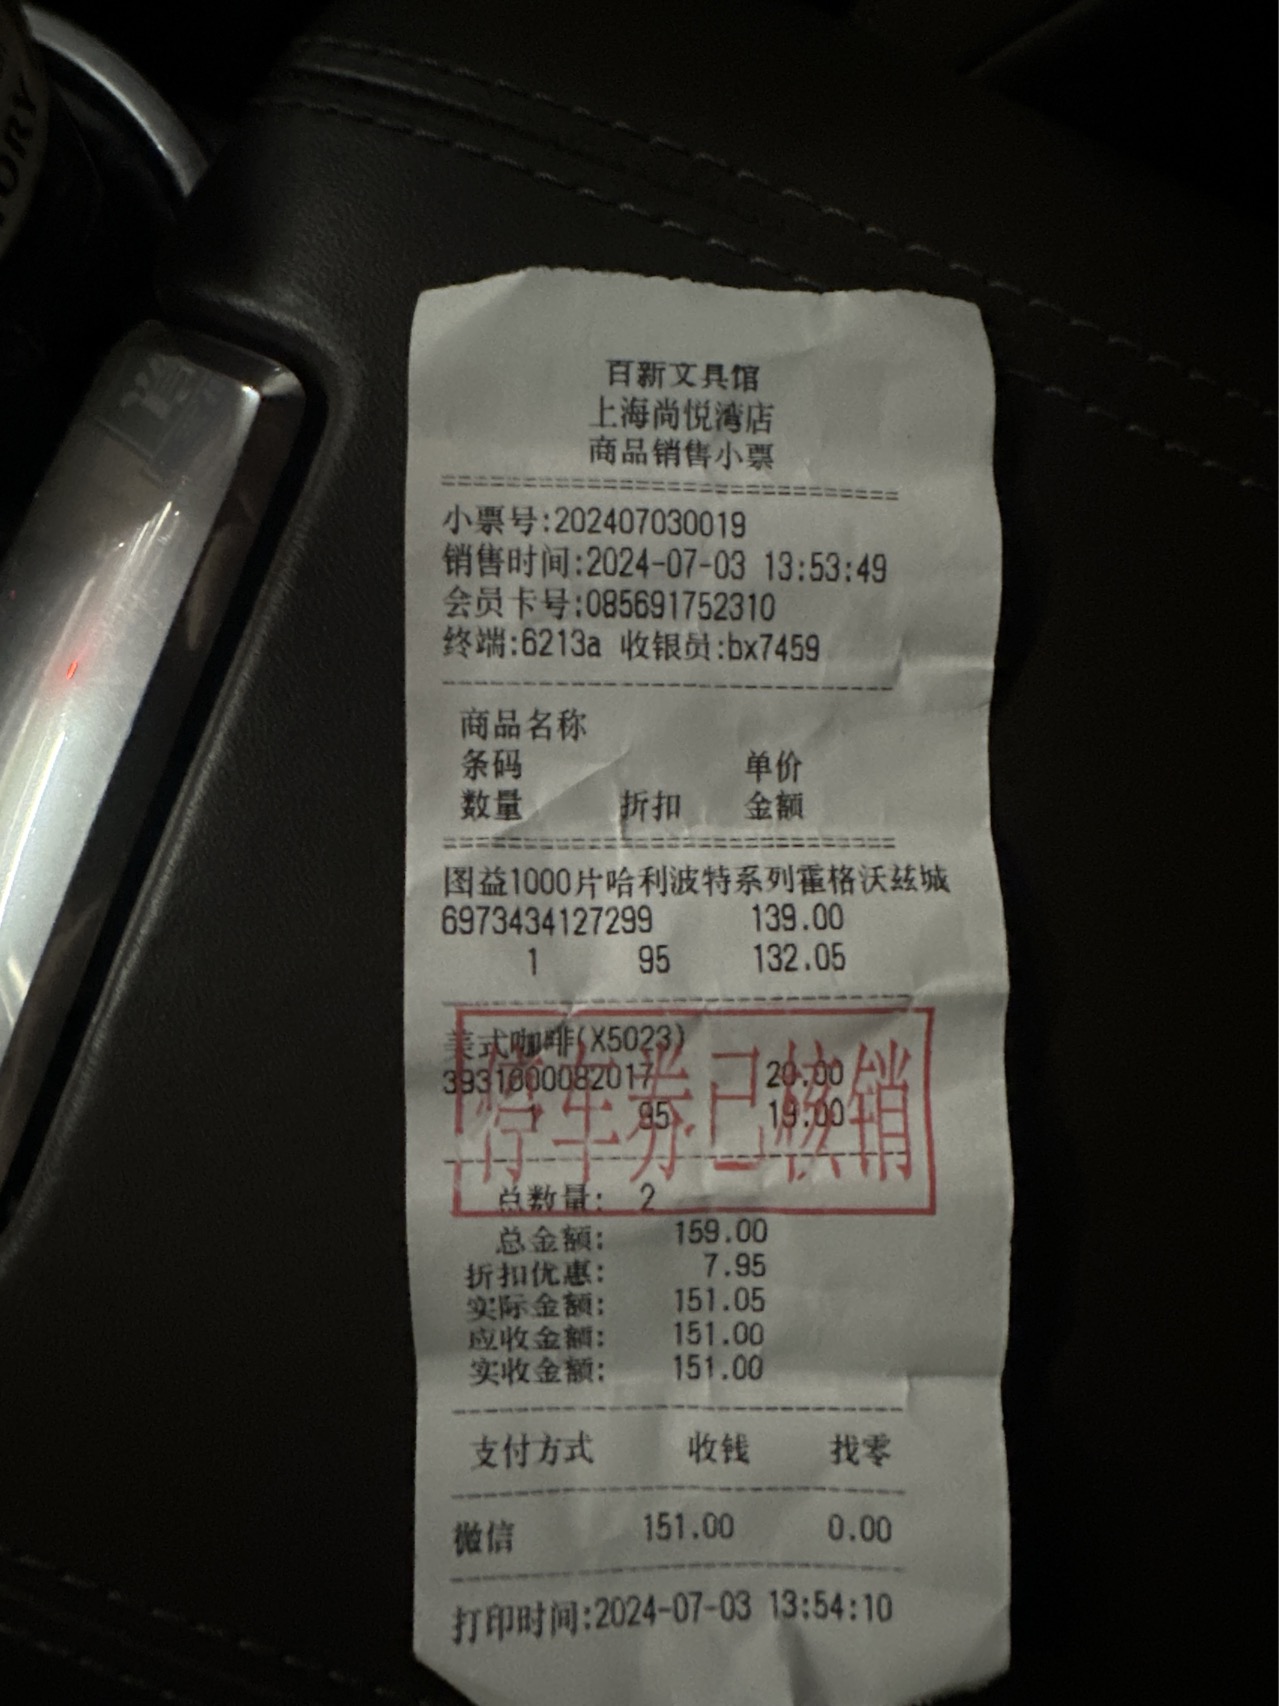 ORY
百新文具馆
上海尚悦湾店
商品销售小票
小票号:202407030019
销售时间:2024-07-03 13:53:49
会员卡号:085691752310
终端:6213a 收银员:bx7459
商品名称
条码 单价
数量 折扣 金额
图益1000片哈利波特系列霍格沃兹城
6973434127299 139.00
1 95 132.05
美式咖啡(X5023)
3931000082017 20.00
1 95 19.00
停车券已核销
总数量: 2
总金额: 159.00
折扣优惠: 7.95
实际金额: 151.05
应收金额: 151.00
实收金额: 151.00
支付方式 收钱 找零
微信 151.00 0.00
打印时间:2024-07-03 13:54:10